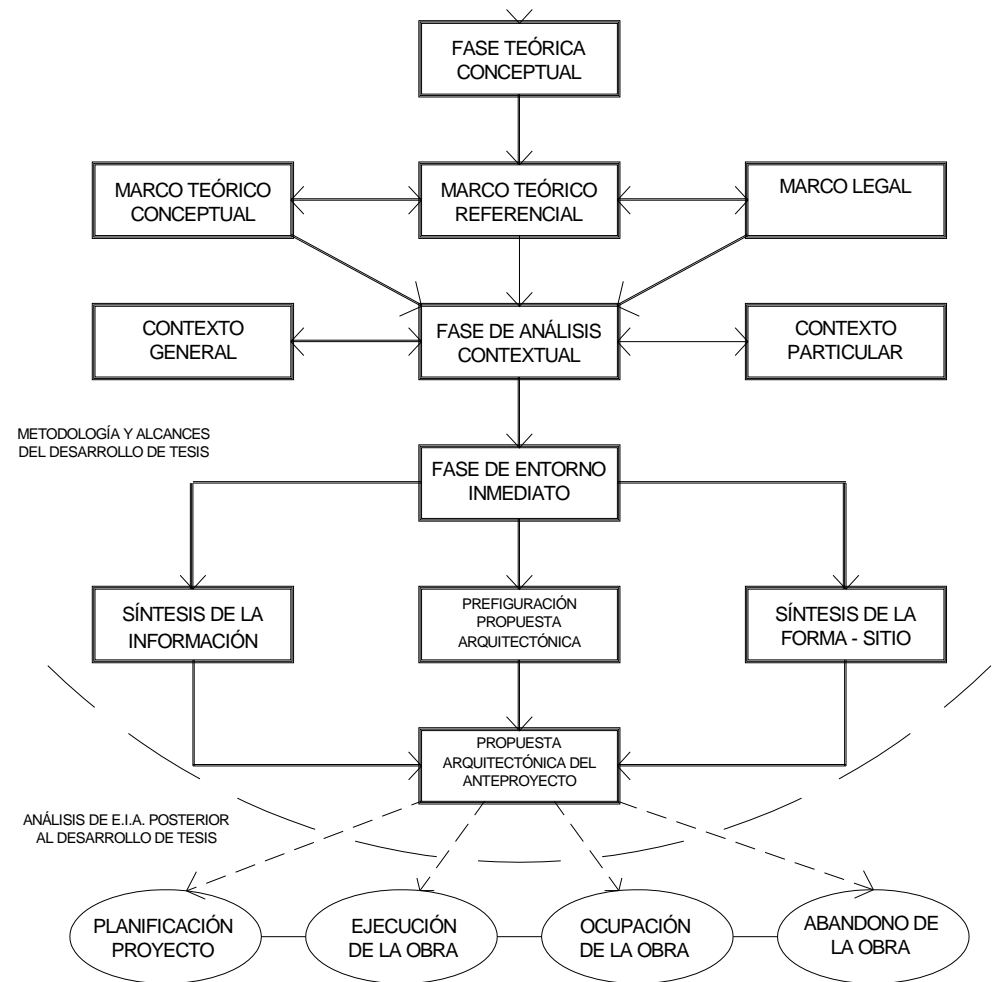 FASE TEÓRICA
CONCEPTUAL
MARCO TEÓRICO
CONCEPTUAL
MARCO TEÓRICO
REFERENCIAL
MARCO LEGAL
CONTEXTO
GENERAL
FASE DE ANÁLISIS
CONTEXTUAL
CONTEXTO
PARTICULAR
METODOLOGÍA Y ALCANCES
DEL DESARROLLO DE TESIS
FASE DE ENTORNO
INMEDIATO
SÍNTESIS DE LA
INFORMACIÓN
PREFIGURACIÓN
PROPUESTA
ARQUITECTÓNICA
SÍNTESIS DE LA
FORMA - SITIO
PROPUESTA
ARQUITECTÓNICA DEL
ANTEPROYECTO
ANÁLISIS DE E.I.A. POSTERIOR
AL DESARROLLO DE TESIS
PLANIFICACIÓN
PROYECTO
EJECUCIÓN
DE LA OBRA
OCUPACIÓN
DE LA OBRA
ABANDONO DE
LA OBRA